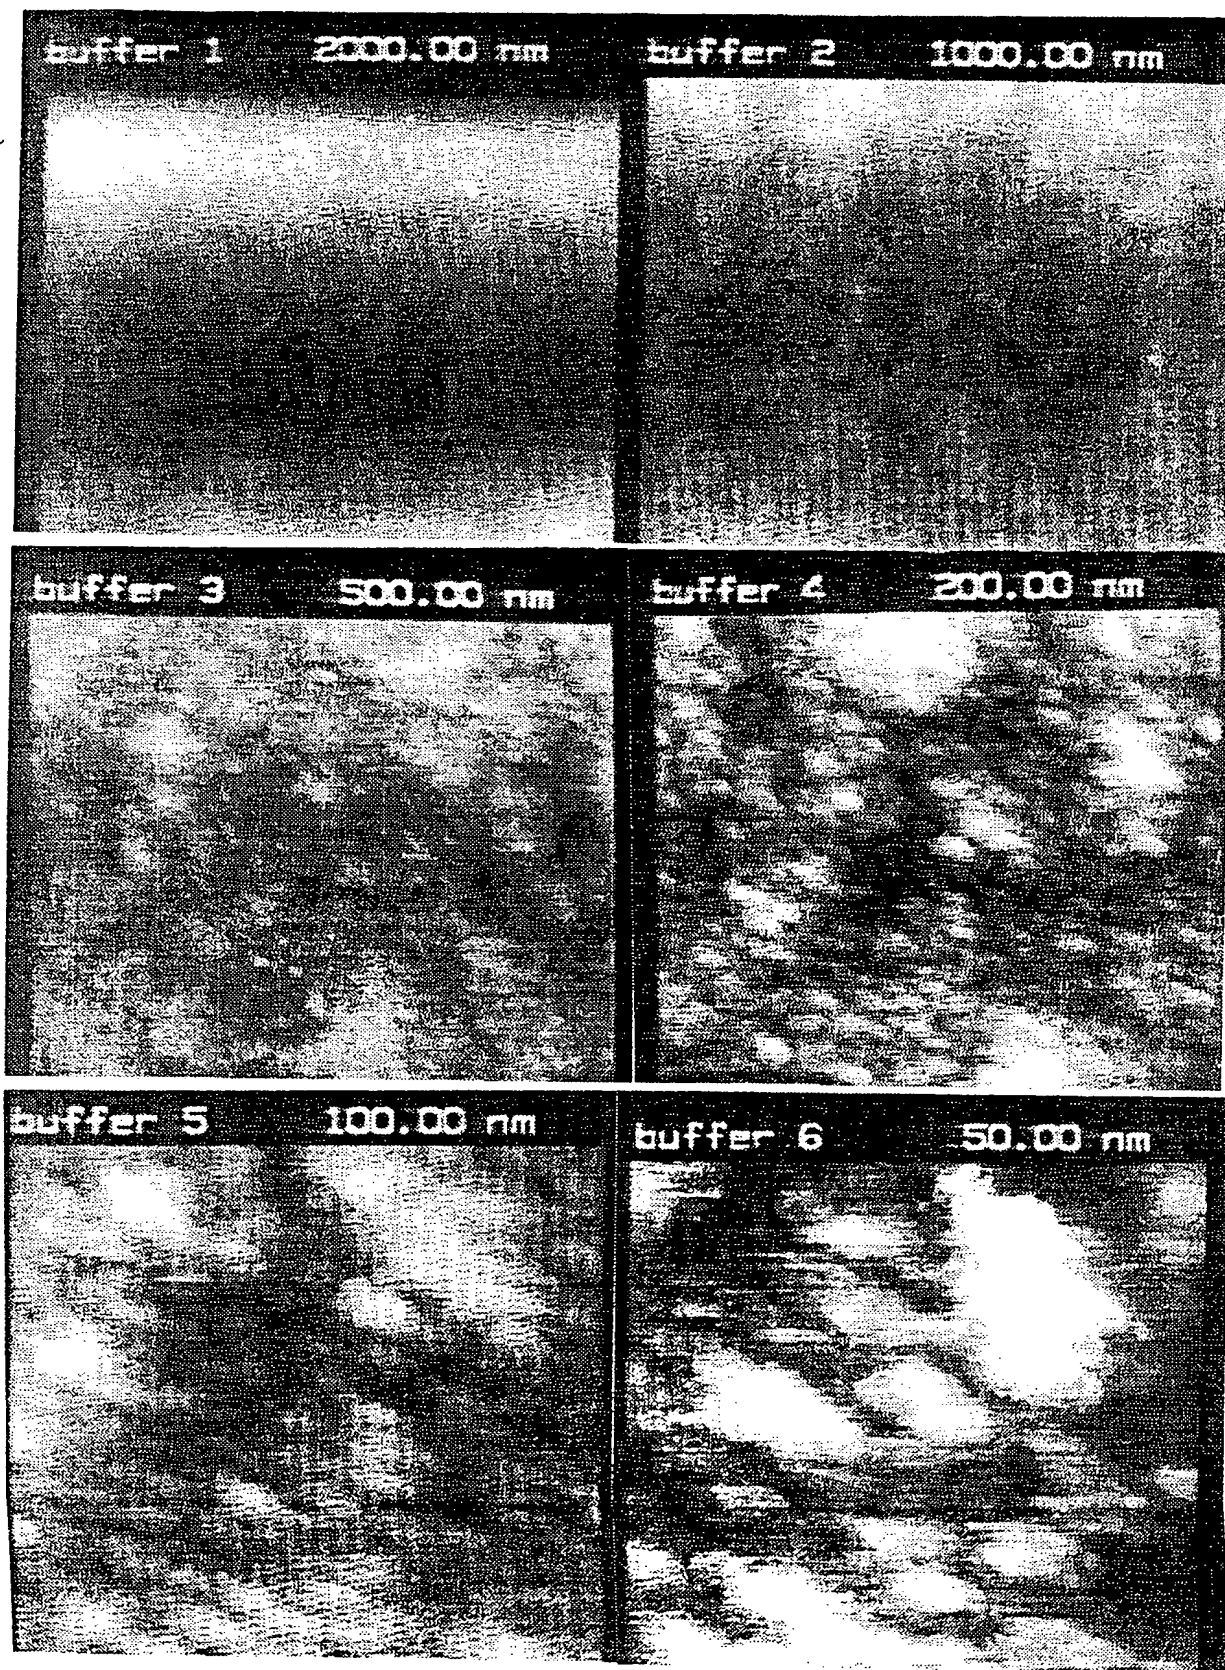 buffer 1 2000.00 nm
buffer 2 1000.00 nm
buffer 3 500.00 nm
buffer 4 200.00 nm
buffer 5 100.00 nm
buffer 6 50.00 nm